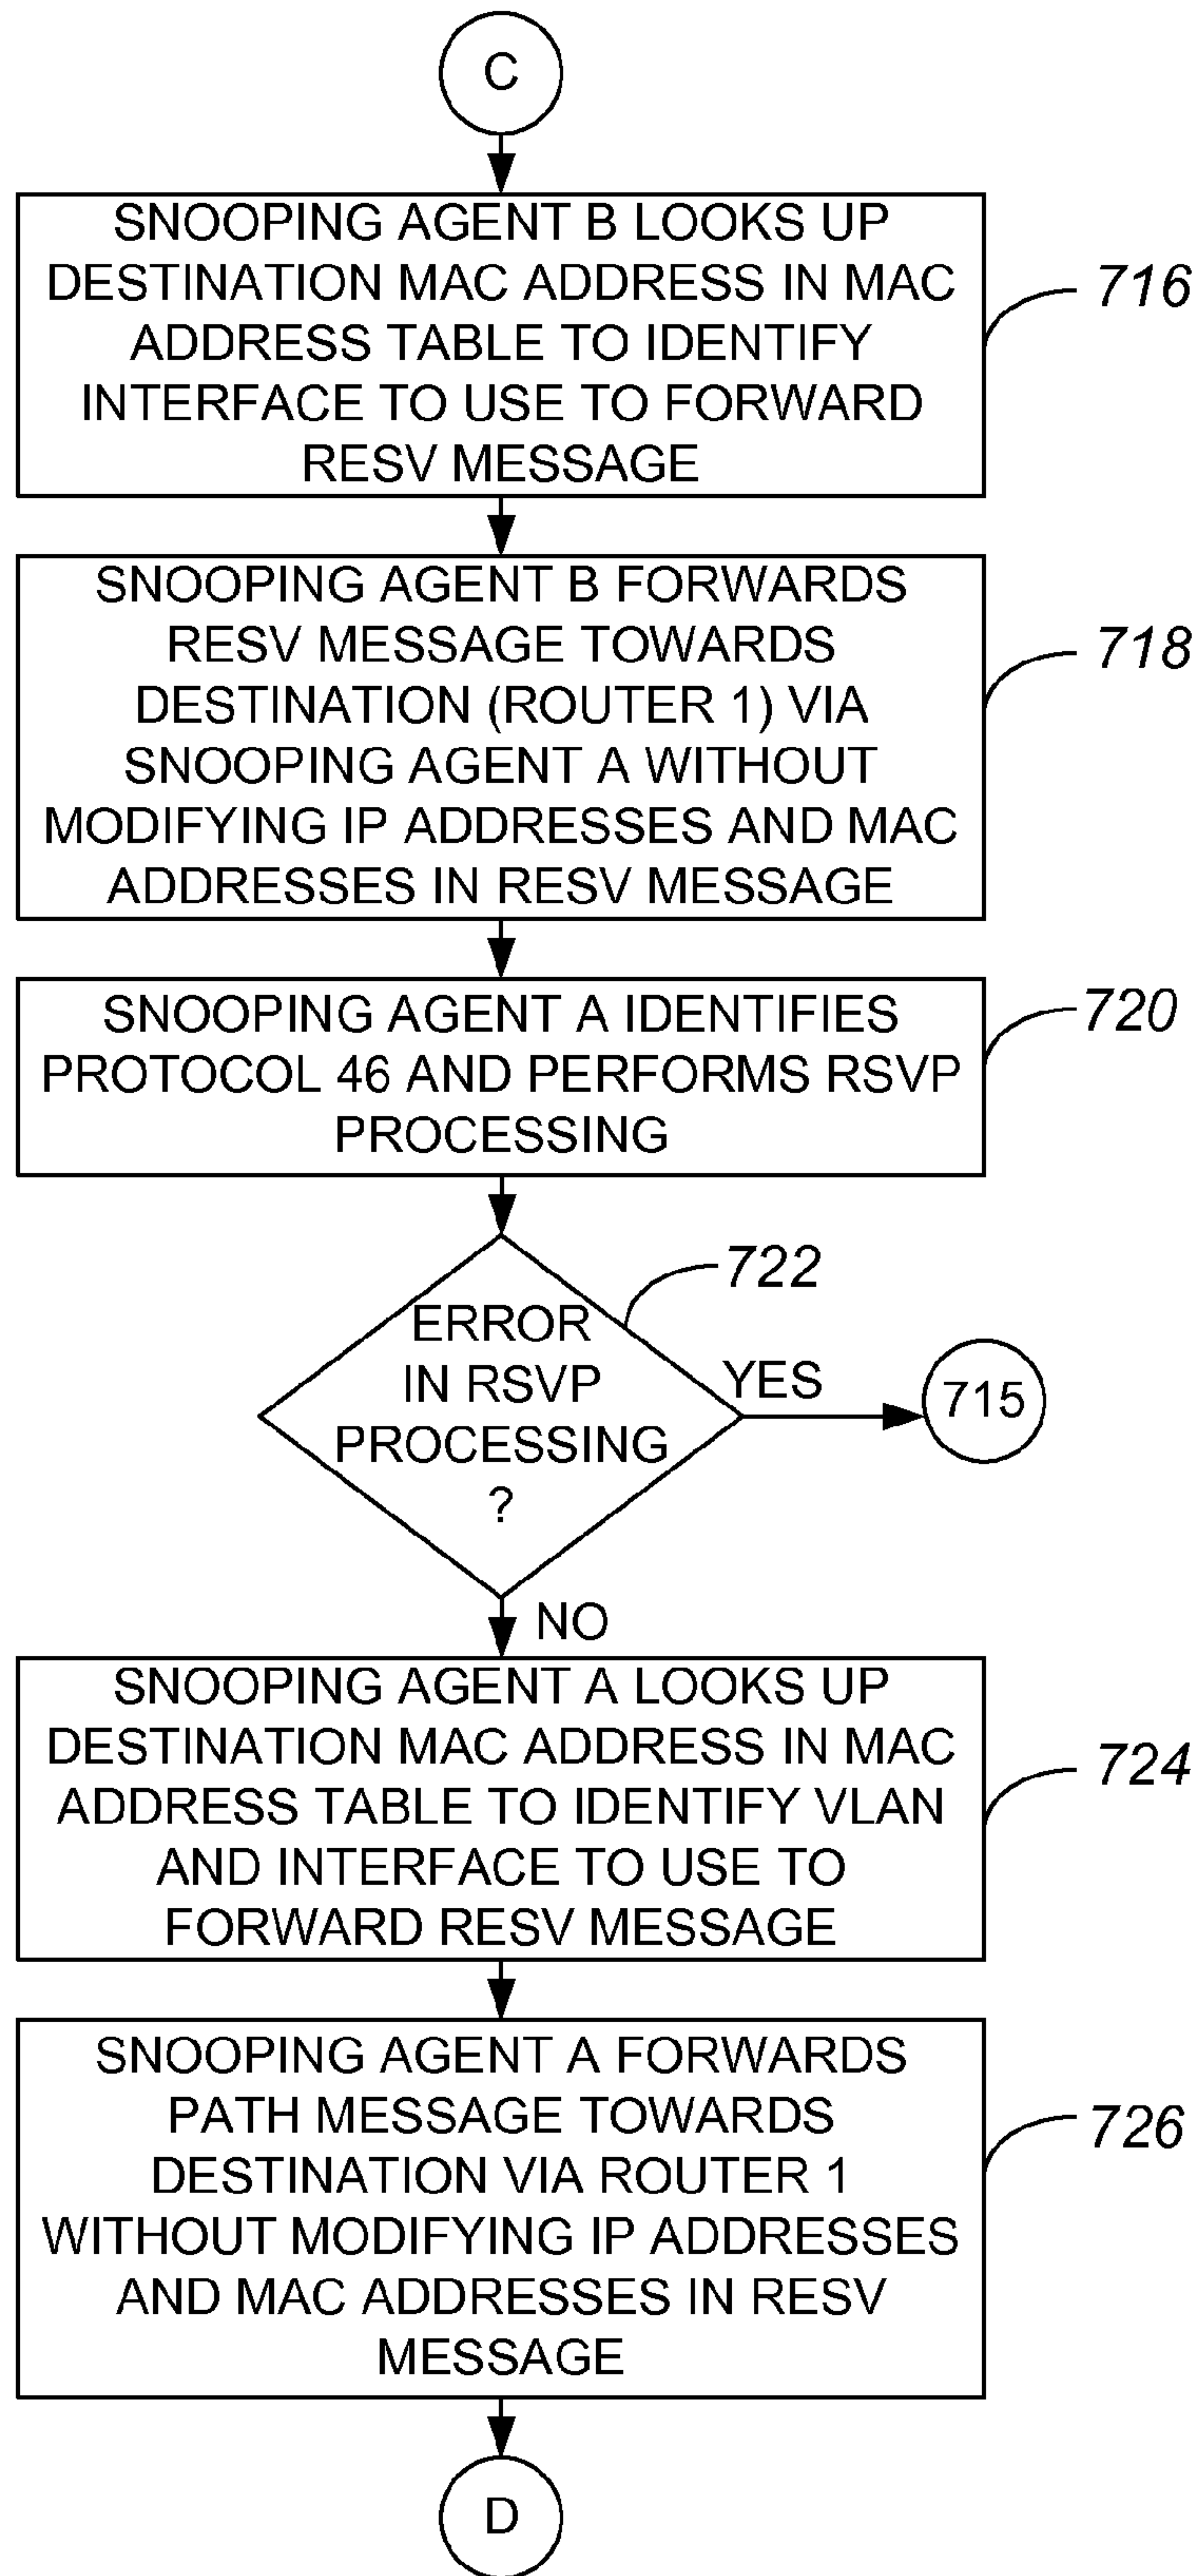 C
SNOOPING AGENT B LOOKS UP
DESTINATION MAC ADDRESS IN MAC
ADDRESS TABLE TO IDENTIFY
INTERFACE TO USE TO FORWARD
RESV MESSAGE
716
SNOOPING AGENT B FORWARDS
RESV MESSAGE TOWARDS
DESTINATION (ROUTER 1) VIA
SNOOPING AGENT A WITHOUT
MODIFYING IP ADDRESSES AND MAC
ADDRESSES IN RESV MESSAGE
718
SNOOPING AGENT A IDENTIFIES
PROTOCOL 46 AND PERFORMS RSVP
PROCESSING
720
ERROR
IN RSVP
PROCESSING
?
722
YES
715
NO
SNOOPING AGENT A LOOKS UP
DESTINATION MAC ADDRESS IN MAC
ADDRESS TABLE TO IDENTIFY VLAN
AND INTERFACE TO USE TO
FORWARD RESV MESSAGE
724
SNOOPING AGENT A FORWARDS
PATH MESSAGE TOWARDS
DESTINATION VIA ROUTER 1
WITHOUT MODIFYING IP ADDRESSES
AND MAC ADDRESSES IN RESV
MESSAGE
726
D